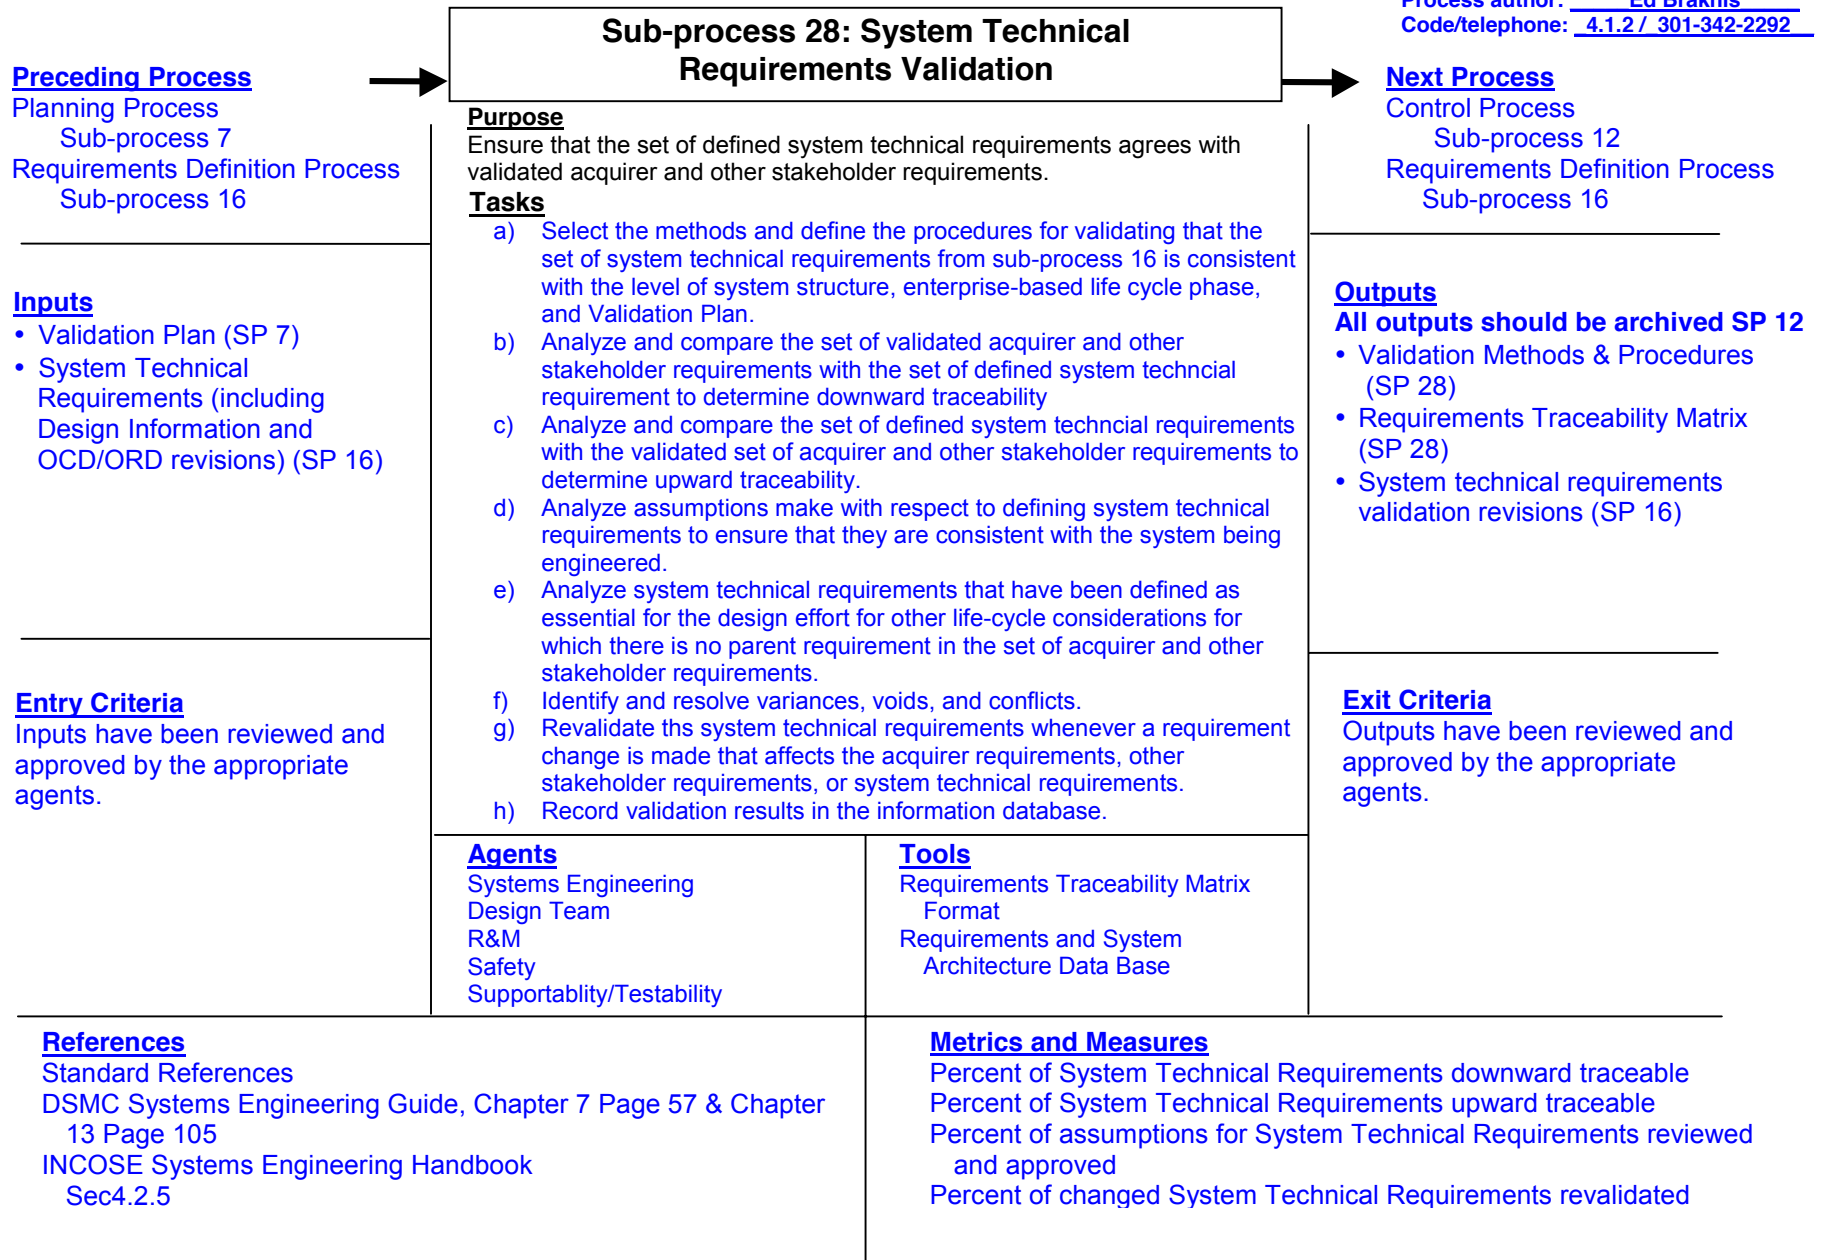 Process author: Ed Braknis
Code/telephone: 4.1.2 / 301-342-2292
Sub-process 28: System Technical
Requirements Validation
Preceding Process
Planning Process
Sub-process 7
Requirements Definition Process
Sub-process 16
Next Process
Control Process
Sub-process 12
Requirements Definition Process
Sub-process 16
Purpose
Ensure that the set of defined system technical requirements agrees with
validated acquirer and other stakeholder requirements.
Tasks
a) Select the methods and define the procedures for validating that the
set of system technical requirements from sub-process 16 is consistent
with the level of system structure, enterprise-based life cycle phase,
and Validation Plan.
b) Analyze and compare the set of validated acquirer and other
stakeholder requirements with the set of defined system techncial
requirement to determine downward traceability
c) Analyze and compare the set of defined system techncial requirements
with the validated set of acquirer and other stakeholder requirements to
determine upward traceability.
d) Analyze assumptions make with respect to defining system technical
requirements to ensure that they are consistent with the system being
engineered.
e) Analyze system technical requirements that have been defined as
essential for the design effort for other life-cycle considerations for
which there is no parent requirement in the set of acquirer and other
stakeholder requirements.
f) Identify and resolve variances, voids, and conflicts.
g) Revalidate ths system technical requirements whenever a requirement
change is made that affects the acquirer requirements, other
stakeholder requirements, or system technical requirements.
h) Record validation results in the information database.
Inputs
• Validation Plan (SP 7)
• System Technical
Requirements (including
Design Information and
OCD/ORD revisions) (SP 16)
Outputs
All outputs should be archived SP 12
• Validation Methods & Procedures
(SP 28)
• Requirements Traceability Matrix
(SP 28)
• System technical requirements
validation revisions (SP 16)
Entry Criteria
Inputs have been reviewed and
approved by the appropriate
agents.
Exit Criteria
Outputs have been reviewed and
approved by the appropriate
agents.
Agents
Systems Engineering
Design Team
R&M
Safety
Supportablity/Testability
Tools
Requirements Traceability Matrix
Format
Requirements and System
Architecture Data Base
References
Standard References
DSMC Systems Engineering Guide, Chapter 7 Page 57 & Chapter
13 Page 105
INCOSE Systems Engineering Handbook
Sec4.2.5
Metrics and Measures
Percent of System Technical Requirements downward traceable
Percent of System Technical Requirements upward traceable
Percent of assumptions for System Technical Requirements reviewed
and approved
Percent of changed System Technical Requirements revalidated